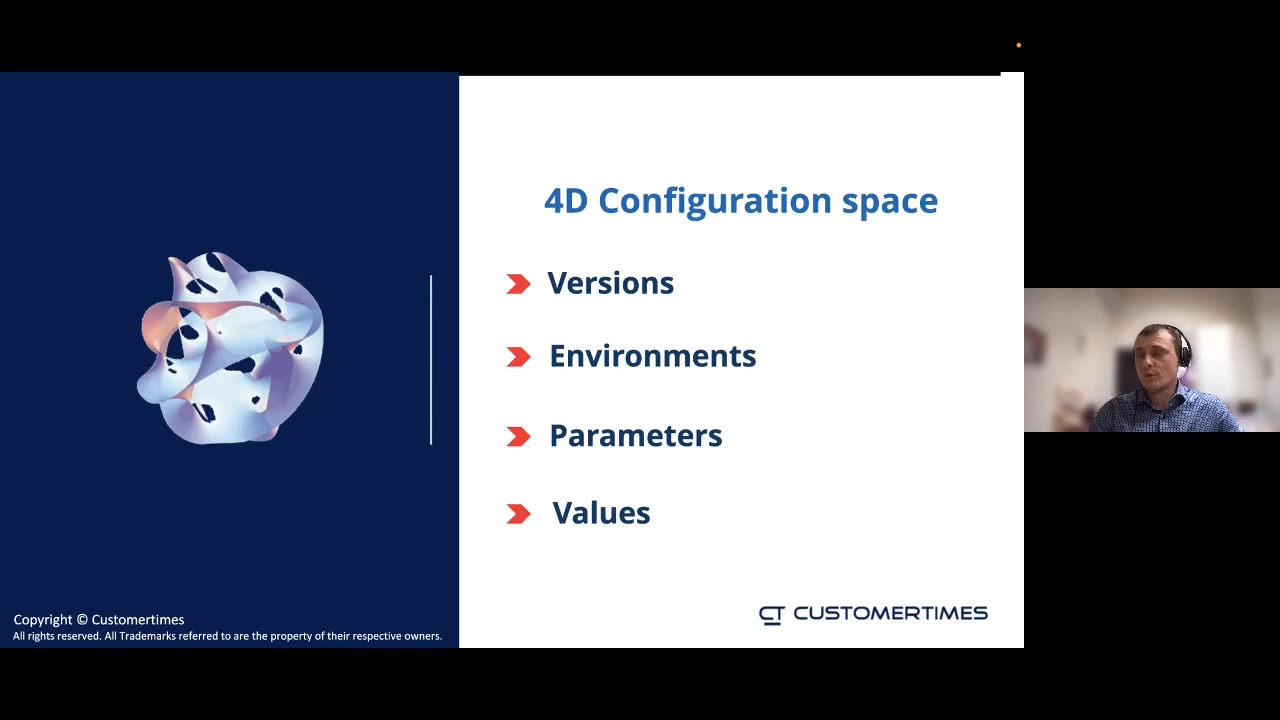 4D Configuration space
Versions
Environments
Parameters
Values
Copyright © Customertimes
All rights reserved. All Trademarks referred to are the property of their respective owners.
CT CUSTOMERTIMES